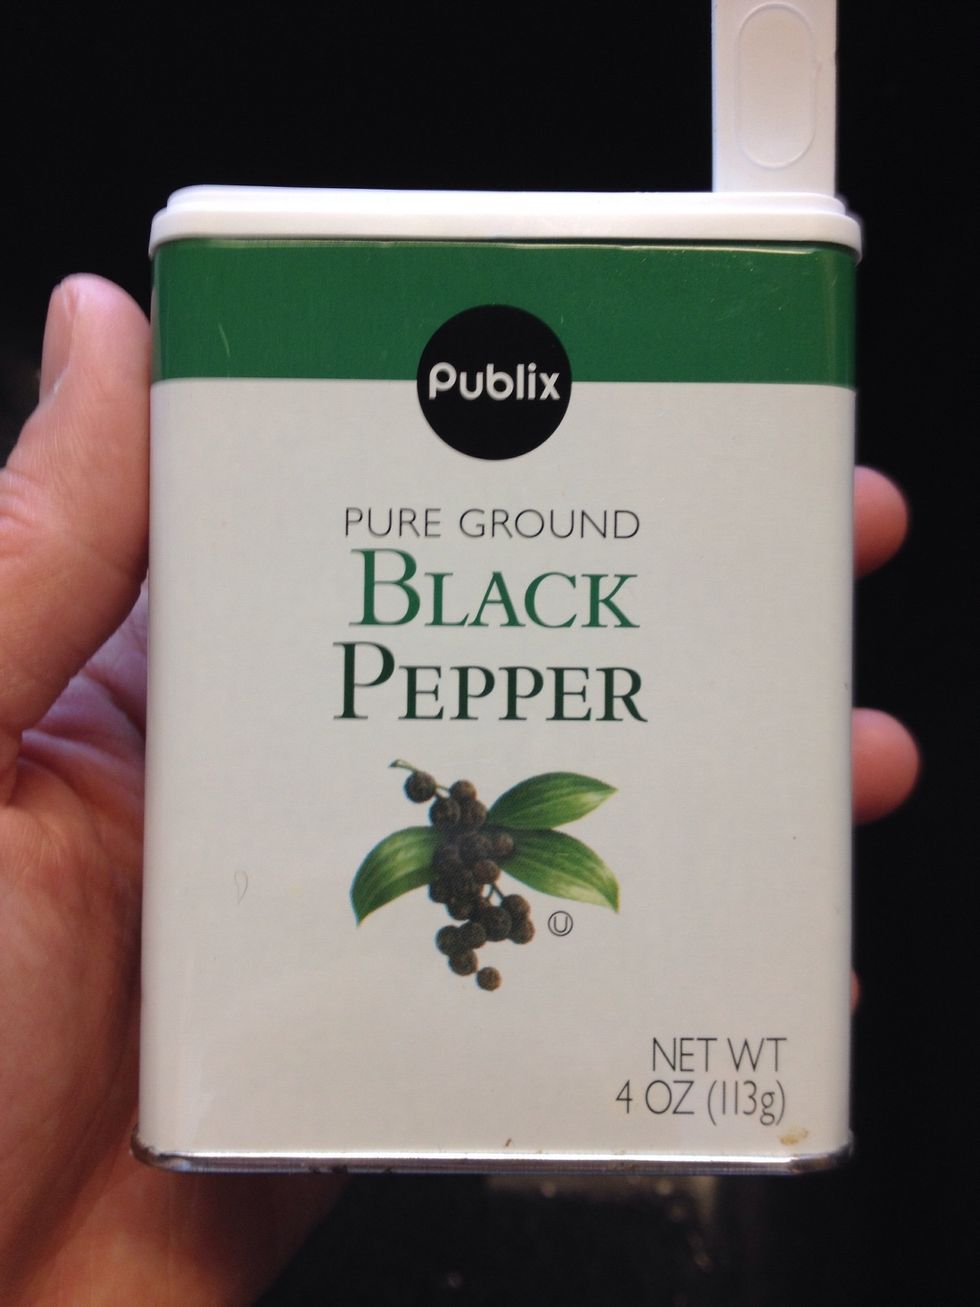 Publix
PURE GROUND
BLACK
PEPPER
Ⓤ
NET WT
4 OZ (113g)